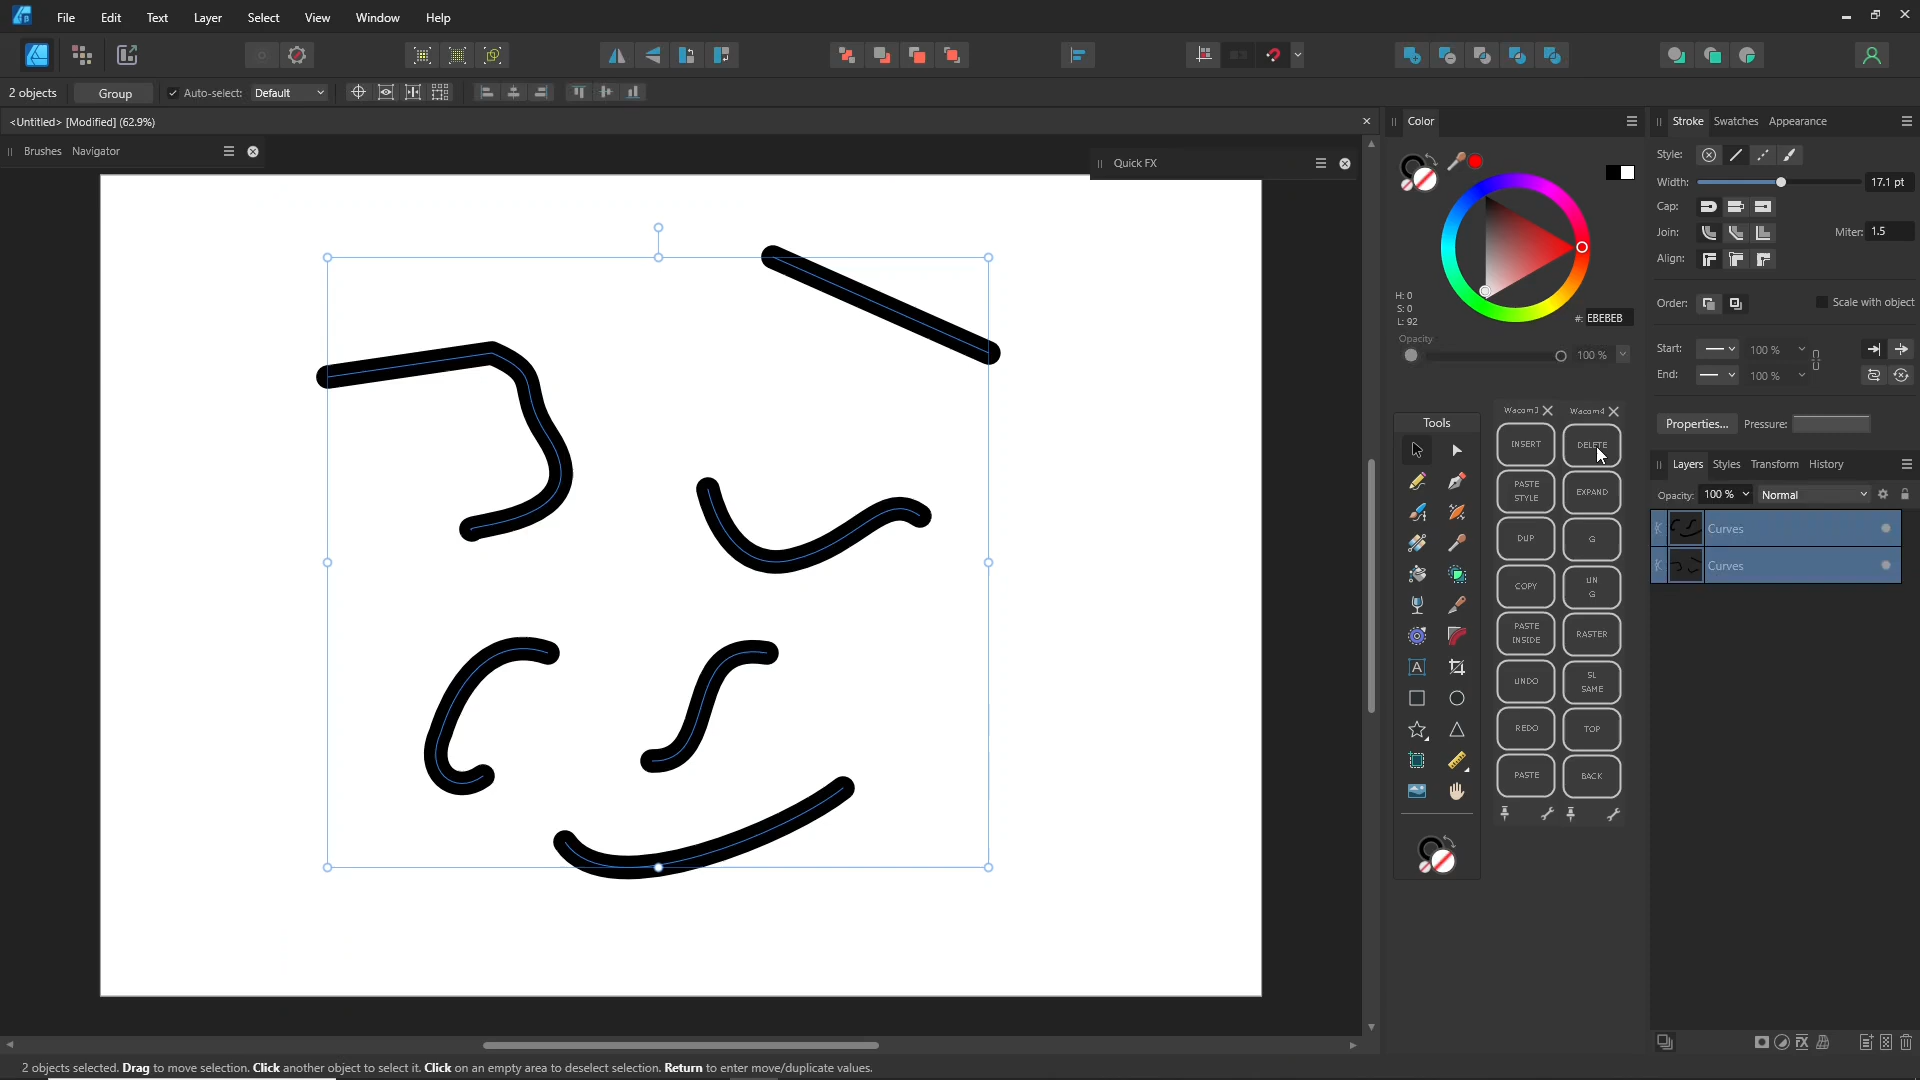 File Edit Text Layer Select View Window Help
2 objects Group Auto-select: Default
<Untitled> [Modified] (62.9%)
Brushes Navigator
Quick FX
Color
H: 0
S: 0
L: 92
#: EBEBEB
Opacity
100 %
Tools
Wacom3 Wacom4
INSERT DELETE
PASTE STYLE EXPAND
DUP G
COPY UN G
PASTE INSIDE RASTER
UNDO SL SAME
REDO TOP
PASTE BACK
Stroke Swatches Appearance
Style:
Width: 17.1 pt
Cap:
Join: Miter: 1.5
Align:
Order: Scale with object
Start: 100 %
End: 100 %
Properties... Pressure:
Layers Styles Transform History
Opacity: 100 % Normal
Curves
Curves
2 objects selected. Drag to move selection. Click another object to select it. Click on an empty area to deselect selection. Return to enter move/duplicate values.